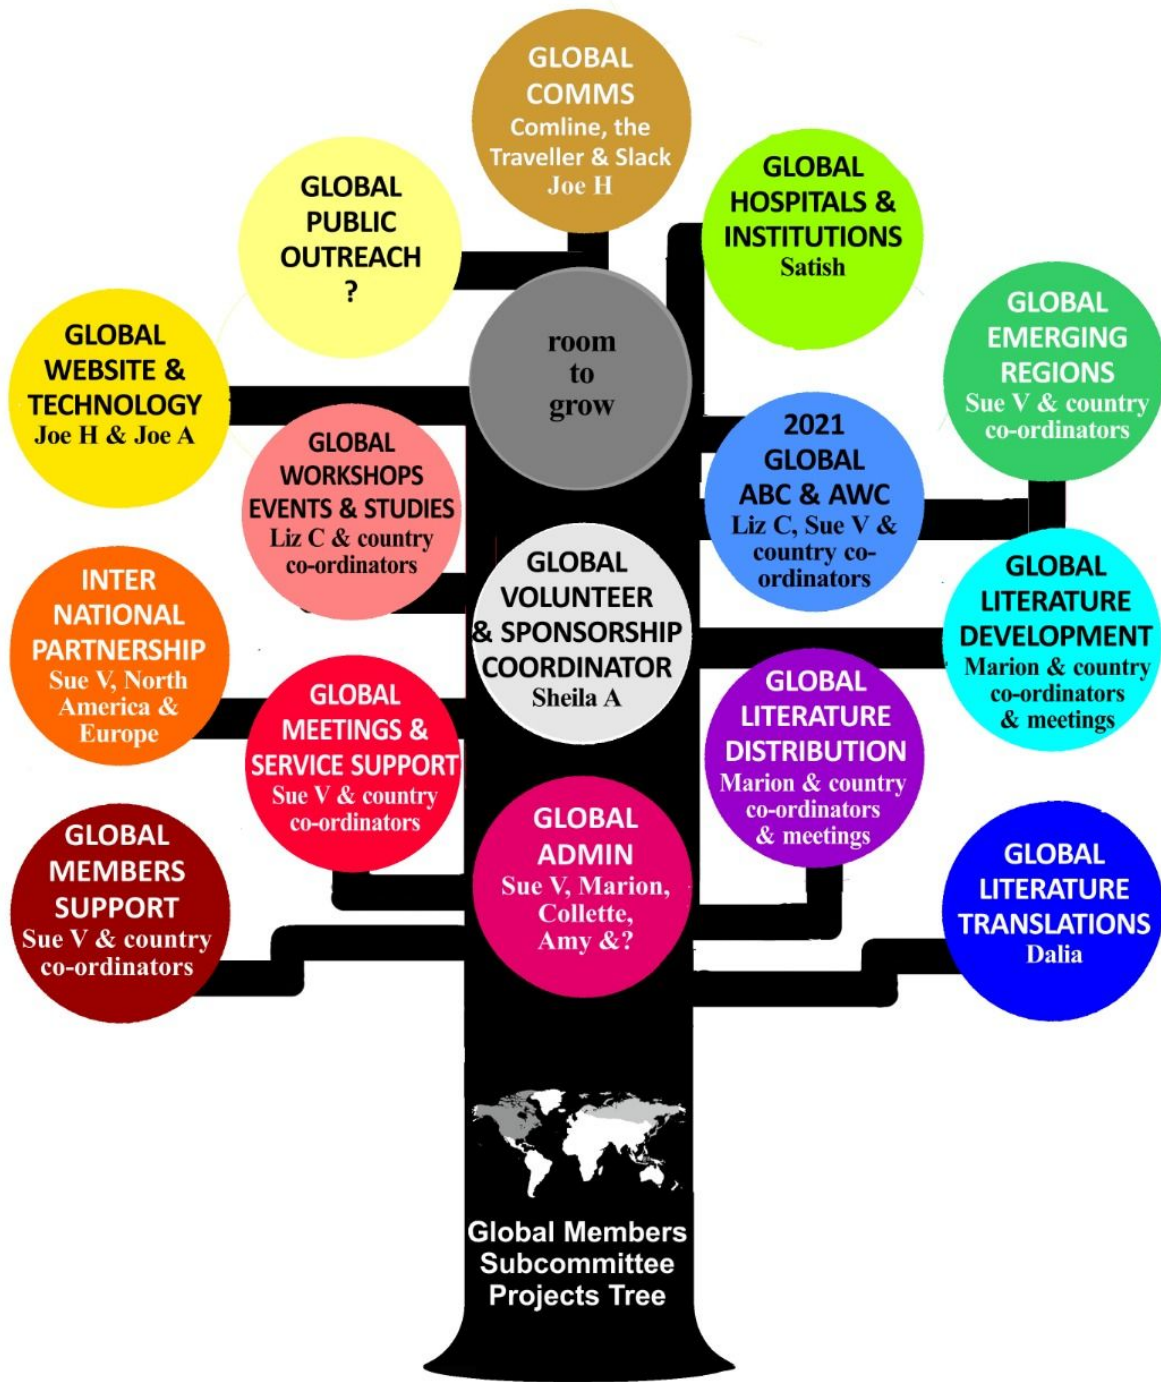 GLOBAL
COMMS
Comline, the
Traveller & Slack
Joe H
GLOBAL
PUBLIC
OUTREACH
?
GLOBAL
HOSPITALS &
INSTITUTIONS
Satish
GLOBAL
WEBSITE &
TECHNOLOGY
Joe H & Joe A
room
to
grow
GLOBAL
EMERGING
REGIONS
Sue V & country
co-ordinators
GLOBAL
WORKSHOPS
EVENTS & STUDIES
Liz C & country
co-ordinators
2021
GLOBAL
ABC & AWC
Liz C, Sue V &
country co-
ordinators
INTER
NATIONAL
PARTNERSHIP
Sue V, North
America &
Europe
GLOBAL
VOLUNTEER
& SPONSORSHIP
COORDINATOR
Sheila A
GLOBAL
LITERATURE
DEVELOPMENT
Marion & country
co-ordinators
& meetings
GLOBAL
MEETINGS &
SERVICE SUPPORT
Sue V & country
co-ordinators
GLOBAL
LITERATURE
DISTRIBUTION
Marion & country
co-ordinators
& meetings
GLOBAL
MEMBERS
SUPPORT
Sue V & country
co-ordinators
GLOBAL
ADMIN
Sue V, Marion,
Collette,
Amy &?
GLOBAL
LITERATURE
TRANSLATIONS
Dalia
Global Members
Subcommittee
Projects Tree